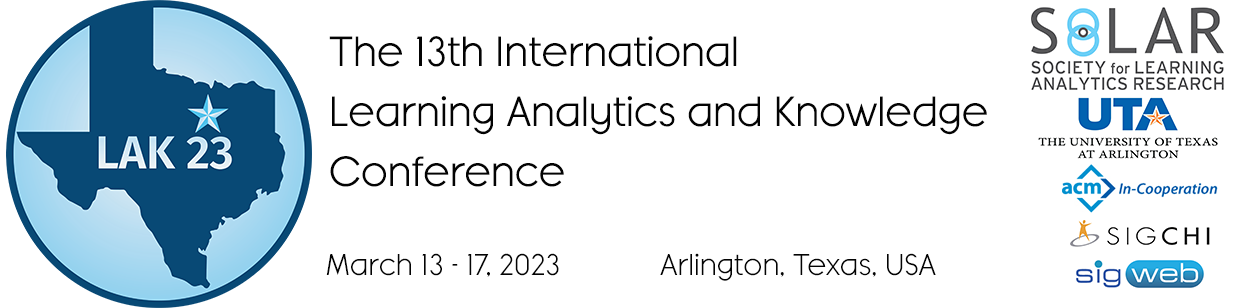 LAK 23
The 13th International
Learning Analytics and Knowledge
Conference
March 13 - 17, 2023
Arlington, Texas, USA
SOLAR
SOCIETY for LEARNING
ANALYTICS RESEARCH
UTA
THE UNIVERSITY OF TEXAS
AT ARLINGTON
acm In-Cooperation
SIGCHI
sigweb